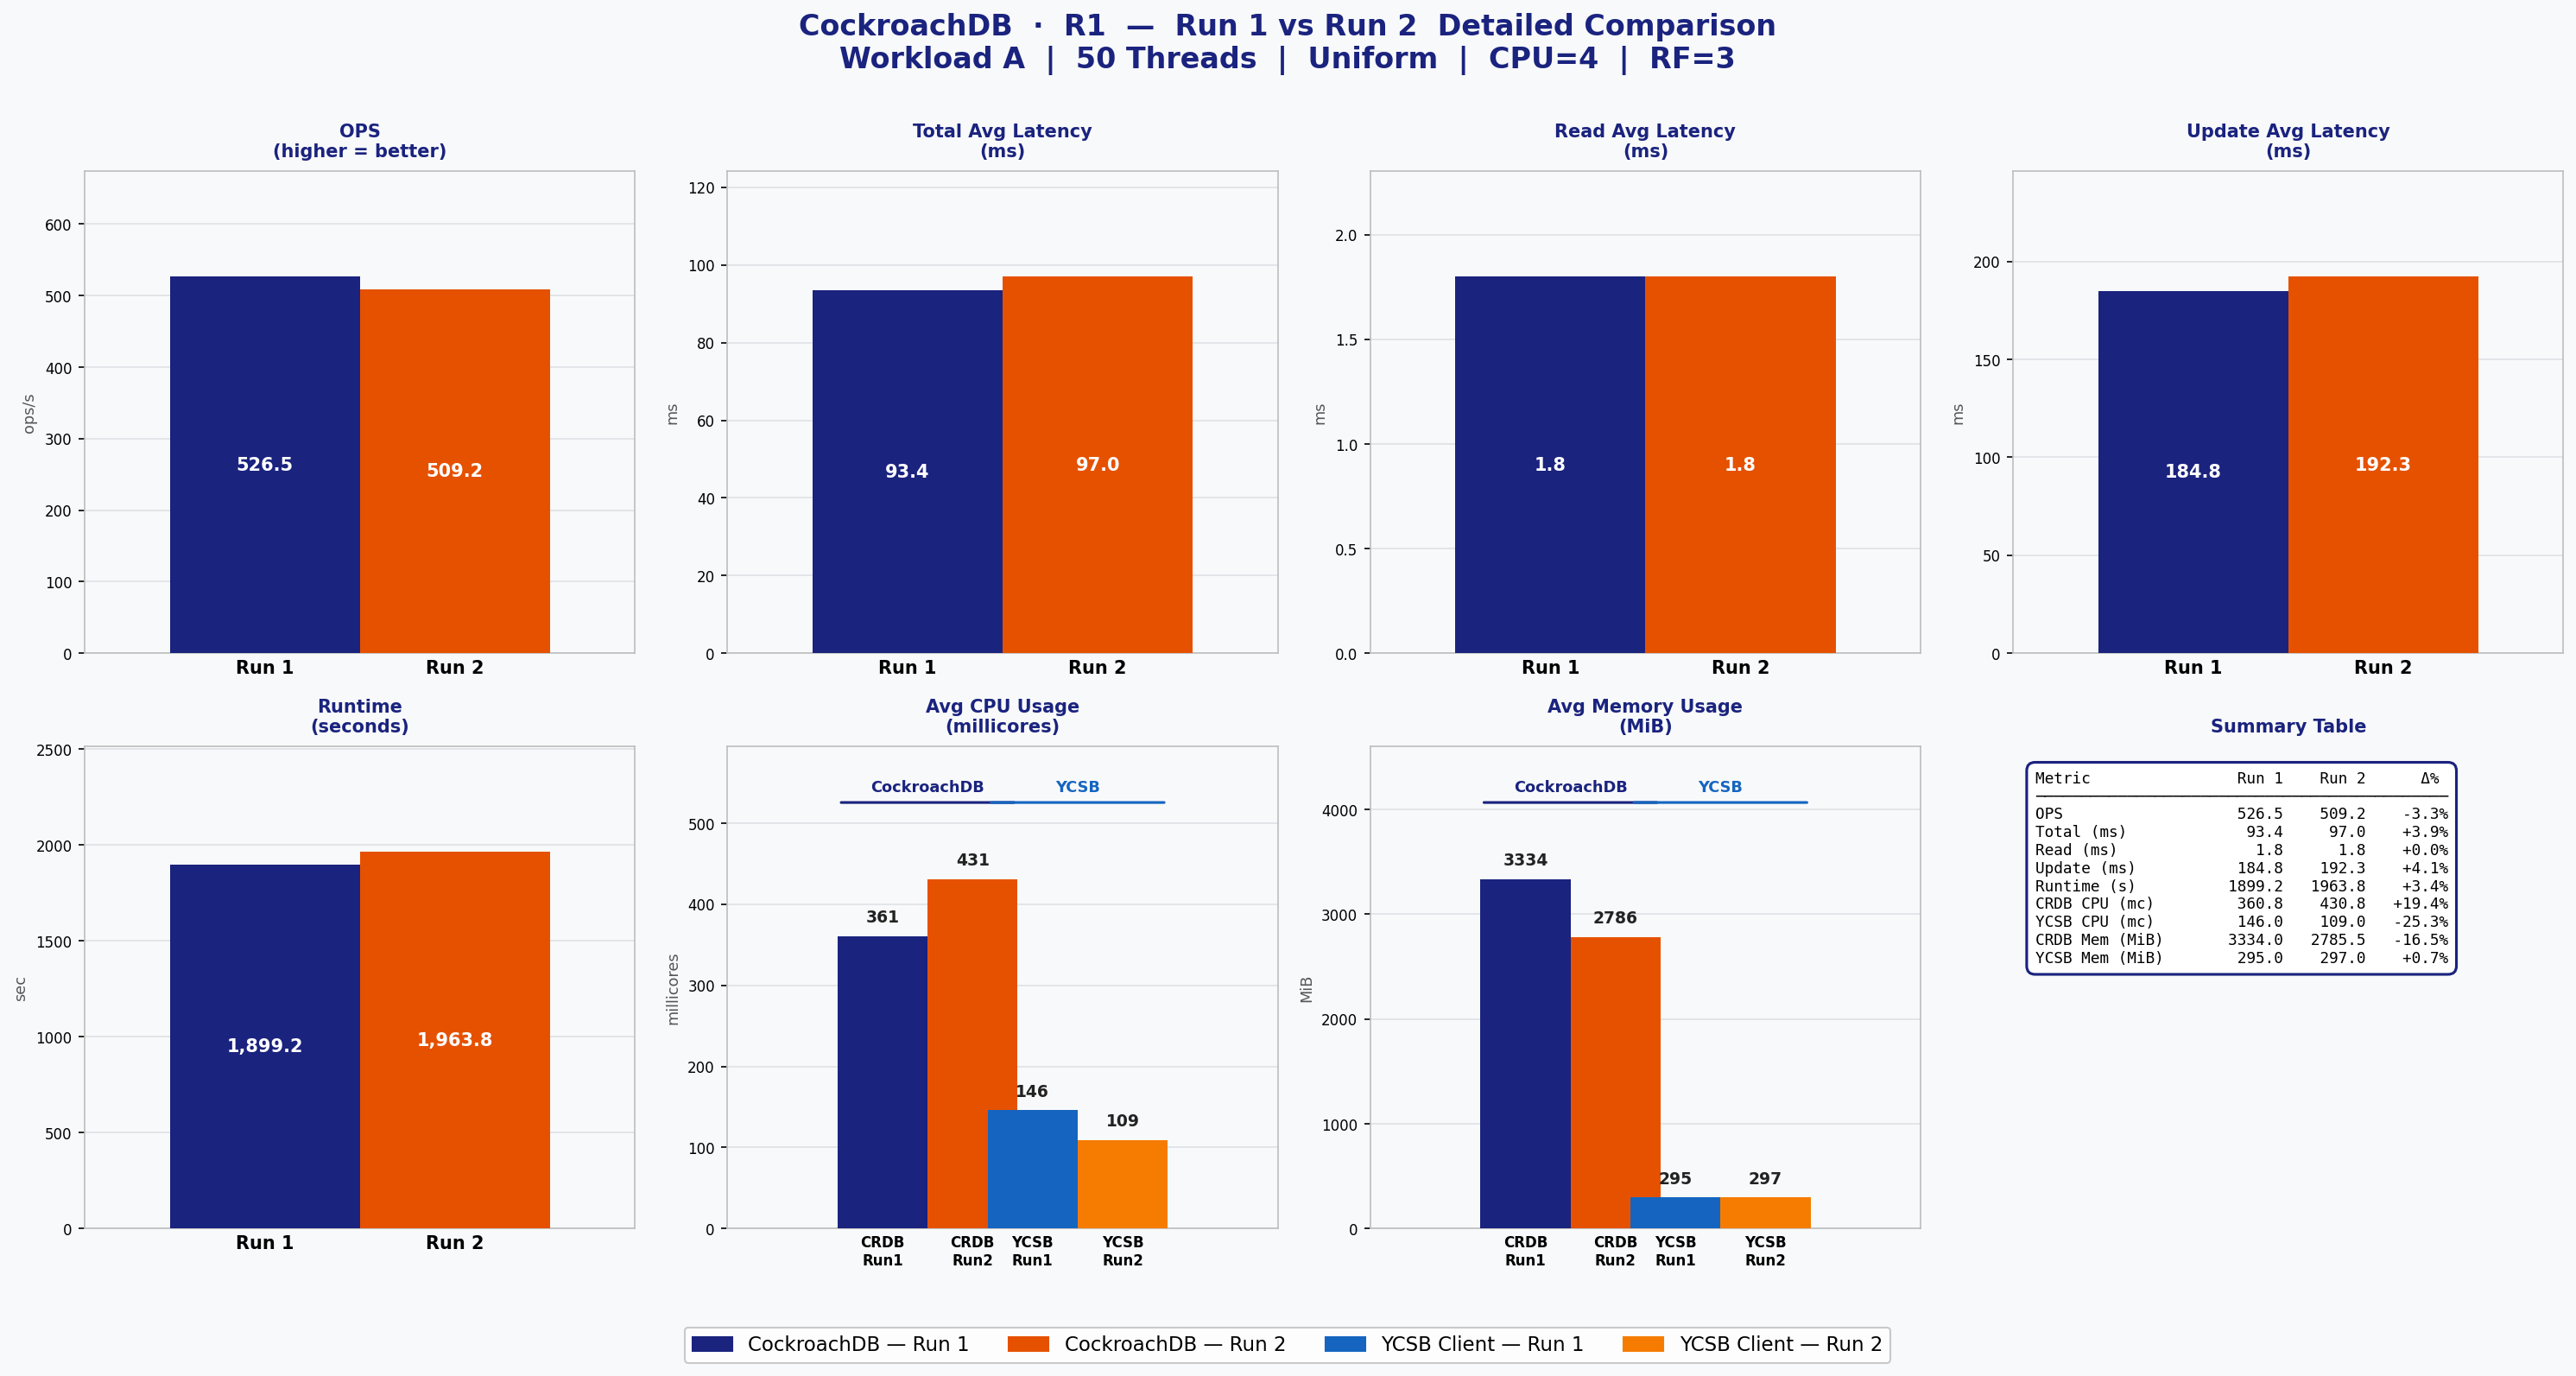 CockroachDB · R1 — Run 1 vs Run 2 Detailed Comparison
Workload A | 50 Threads | Uniform | CPU=4 | RF=3
OPS
(higher = better)
600
500
400
300
200
100
0
ops/s
526.5
509.2
Run 1 Run 2
Total Avg Latency
(ms)
120
100
80
60
40
20
0
ms
93.4
97.0
Run 1 Run 2
Read Avg Latency
(ms)
2.0
1.5
1.0
0.5
0.0
ms
1.8
1.8
Run 1 Run 2
Update Avg Latency
(ms)
200
150
100
50
0
ms
184.8
192.3
Run 1 Run 2
Runtime
(seconds)
2500
2000
1500
1000
500
0
sec
1,899.2
1,963.8
Run 1 Run 2
Avg CPU Usage
(millicores)
CockroachDB YCSB
500
400
300
200
100
0
millicores
361
431
146
109
CRDB CRDB YCSB YCSB
Run1 Run2 Run1 Run2
Avg Memory Usage
(MiB)
CockroachDB YCSB
4000
3000
2000
1000
0
MiB
3334
2786
295
297
CRDB CRDB YCSB YCSB
Run1 Run2 Run1 Run2
Summary Table
Metric Run 1 Run 2 Δ%
OPS 526.5 509.2 -3.3%
Total (ms) 93.4 97.0 +3.9%
Read (ms) 1.8 1.8 +0.0%
Update (ms) 184.8 192.3 +4.1%
Runtime (s) 1899.2 1963.8 +3.4%
CRDB CPU (mc) 360.8 430.8 +19.4%
YCSB CPU (mc) 146.0 109.0 -25.3%
CRDB Mem (MiB) 3334.0 2785.5 -16.5%
YCSB Mem (MiB) 295.0 297.0 +0.7%
CockroachDB — Run 1 CockroachDB — Run 2 YCSB Client — Run 1 YCSB Client — Run 2